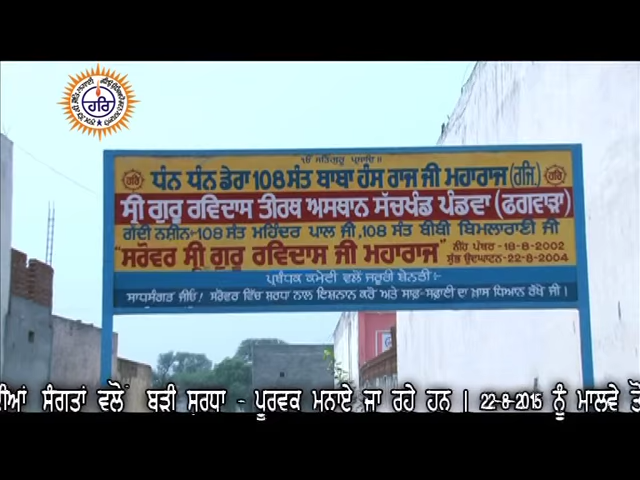 ਹਰਿ
ੴ ਸਤਿਗੁਰੂ ਪ੍ਰਸਾਦਿ॥
ਧੰਨ ਧੰਨ ਡੇਰਾ 108 ਸੰਤ ਬਾਬਾ ਹੰਸ ਰਾਜ ਜੀ ਮਹਾਰਾਜ (ਰਜਿ.)
ਸ੍ਰੀ ਗੁਰੂ ਰਵਿਦਾਸ ਤੀਰਥ ਅਸਥਾਨ ਸੱਚਖੰਡ ਪੰਡਵਾ (ਫਗਵਾੜਾ)
ਗੱਦੀ ਨਸ਼ੀਨ:-108 ਸੰਤ ਮਹਿੰਦਰ ਪਾਲ ਜੀ,108 ਸੰਤ ਬੀਬੀ ਬਿਮਲਾਰਾਣੀ ਜੀ
"ਸਰੋਵਰ ਸ੍ਰੀ ਗੁਰੂ ਰਵਿਦਾਸ ਜੀ ਮਹਾਰਾਜ"
ਨੀਂਹ ਪੱਥਰ -18-8-2002
ਸ਼ੁੱਭ ਉਦਘਾਟਨ-22-8-2004
ਪ੍ਰਬੰਧਕ ਕਮੇਟੀ ਵਲੋਂ ਜਰੂਰੀ ਬੇਨਤੀ:-
ਸਾਧਸੰਗਤ ਜੀਓ! ਸਰੋਵਰ ਵਿੱਚ ਸ਼ਰਧਾ ਨਾਲ ਇਸ਼ਨਾਨ ਕਰੋ ਅਤੇ ਸਾਫ਼-ਸਫ਼ਾਈ ਦਾ ਖ਼ਾਸ ਧਿਆਨ ਰੱਖੋ ਜੀ।
ਸੰਗਤਾਂ ਵਲੋਂ ਬੜੀ ਸ਼ਰਧਾ - ਪੂਰਵਕ ਮਨਾਏ ਜਾ ਰਹੇ ਹਨ । 22-8-2015 ਨੂੰ ਮਾਲਵੇ